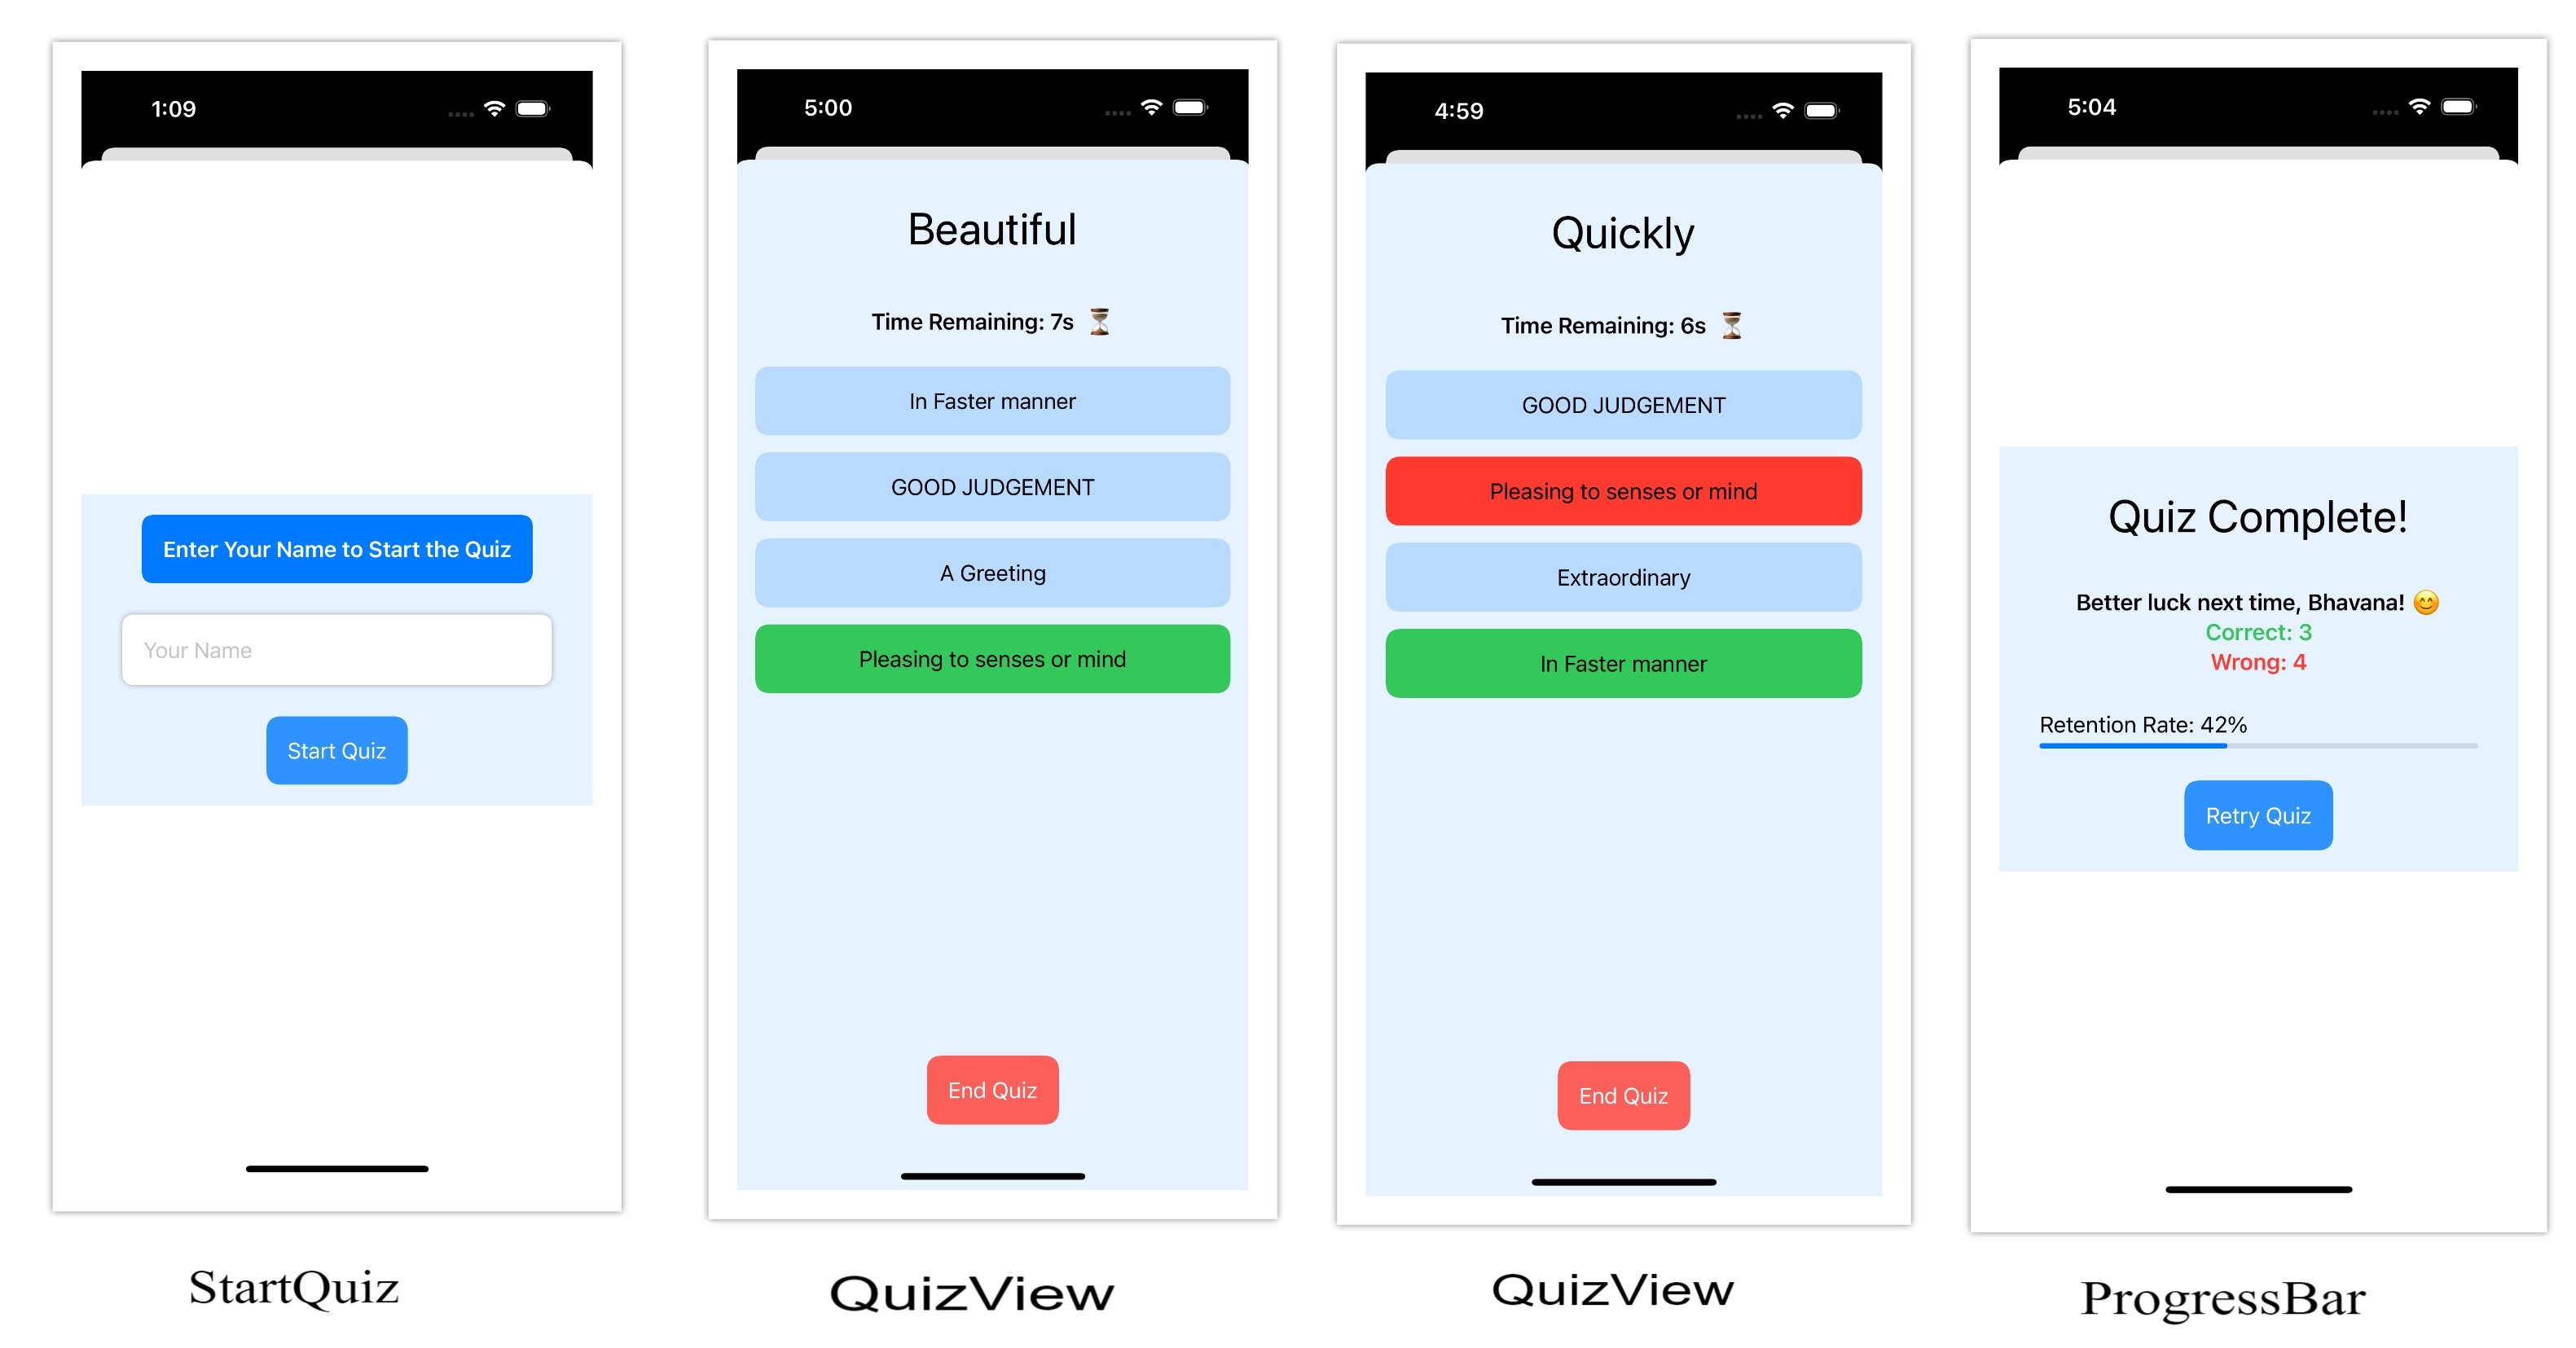 1:09
Enter Your Name to Start the Quiz
Your Name
Start Quiz
StartQuiz
5:00
Beautiful
Time Remaining: 7s ⏳
In Faster manner
GOOD JUDGEMENT
A Greeting
Pleasing to senses or mind
End Quiz
QuizView
4:59
Quickly
Time Remaining: 6s ⏳
GOOD JUDGEMENT
Pleasing to senses or mind
Extraordinary
In Faster manner
End Quiz
QuizView
5:04
Quiz Complete!
Better luck next time, Bhavana! 😊
Correct: 3
Wrong: 4
Retention Rate: 42%
Retry Quiz
ProgressBar